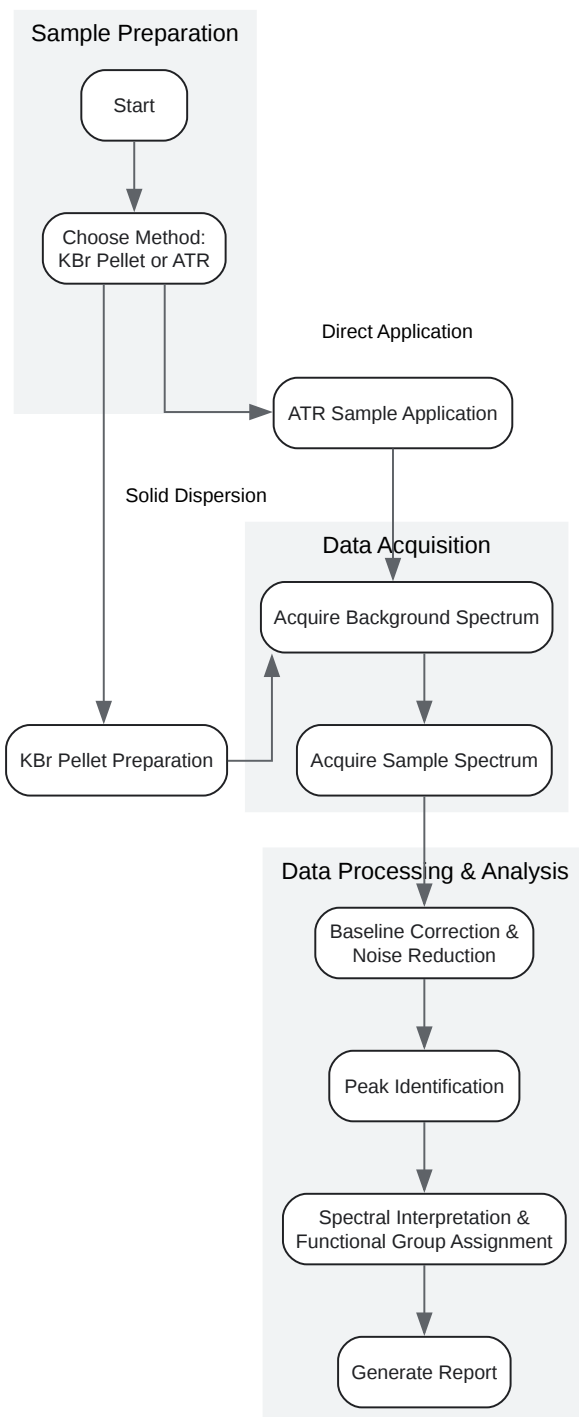 Sample Preparation
Start
Choose Method:
KBr Pellet or ATR
Direct Application
ATR Sample Application
Solid Dispersion
Data Acquisition
Acquire Background Spectrum
KBr Pellet Preparation
Acquire Sample Spectrum
Data Processing & Analysis
Baseline Correction &
Noise Reduction
Peak Identification
Spectral Interpretation &
Functional Group Assignment
Generate Report